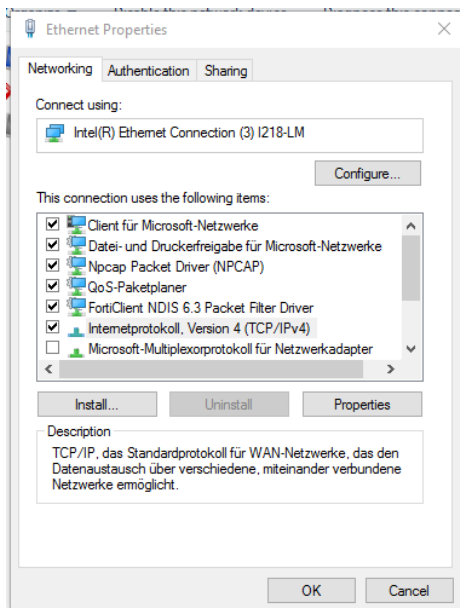 Ethernet Properties
Networking Authentication Sharing
Connect using:
Intel(R) Ethernet Connection (3) I218-LM
Configure...
This connection uses the following items:
Client für Microsoft-Netzwerke
Datei- und Druckerfreigabe für Microsoft-Netzwerke
Npcap Packet Driver (NPCAP)
QoS-Paketplaner
FortiClient NDIS 6.3 Packet Filter Driver
Internetprotokoll, Version 4 (TCP/IPv4)
Microsoft-Multiplexorprotokoll für Netzwerkadapter
Install... Uninstall Properties
Description
TCP/IP, das Standardprotokoll für WAN-Netzwerke, das den
Datenaustausch über verschiedene, miteinander verbundene
Netzwerke ermöglicht.
OK Cancel